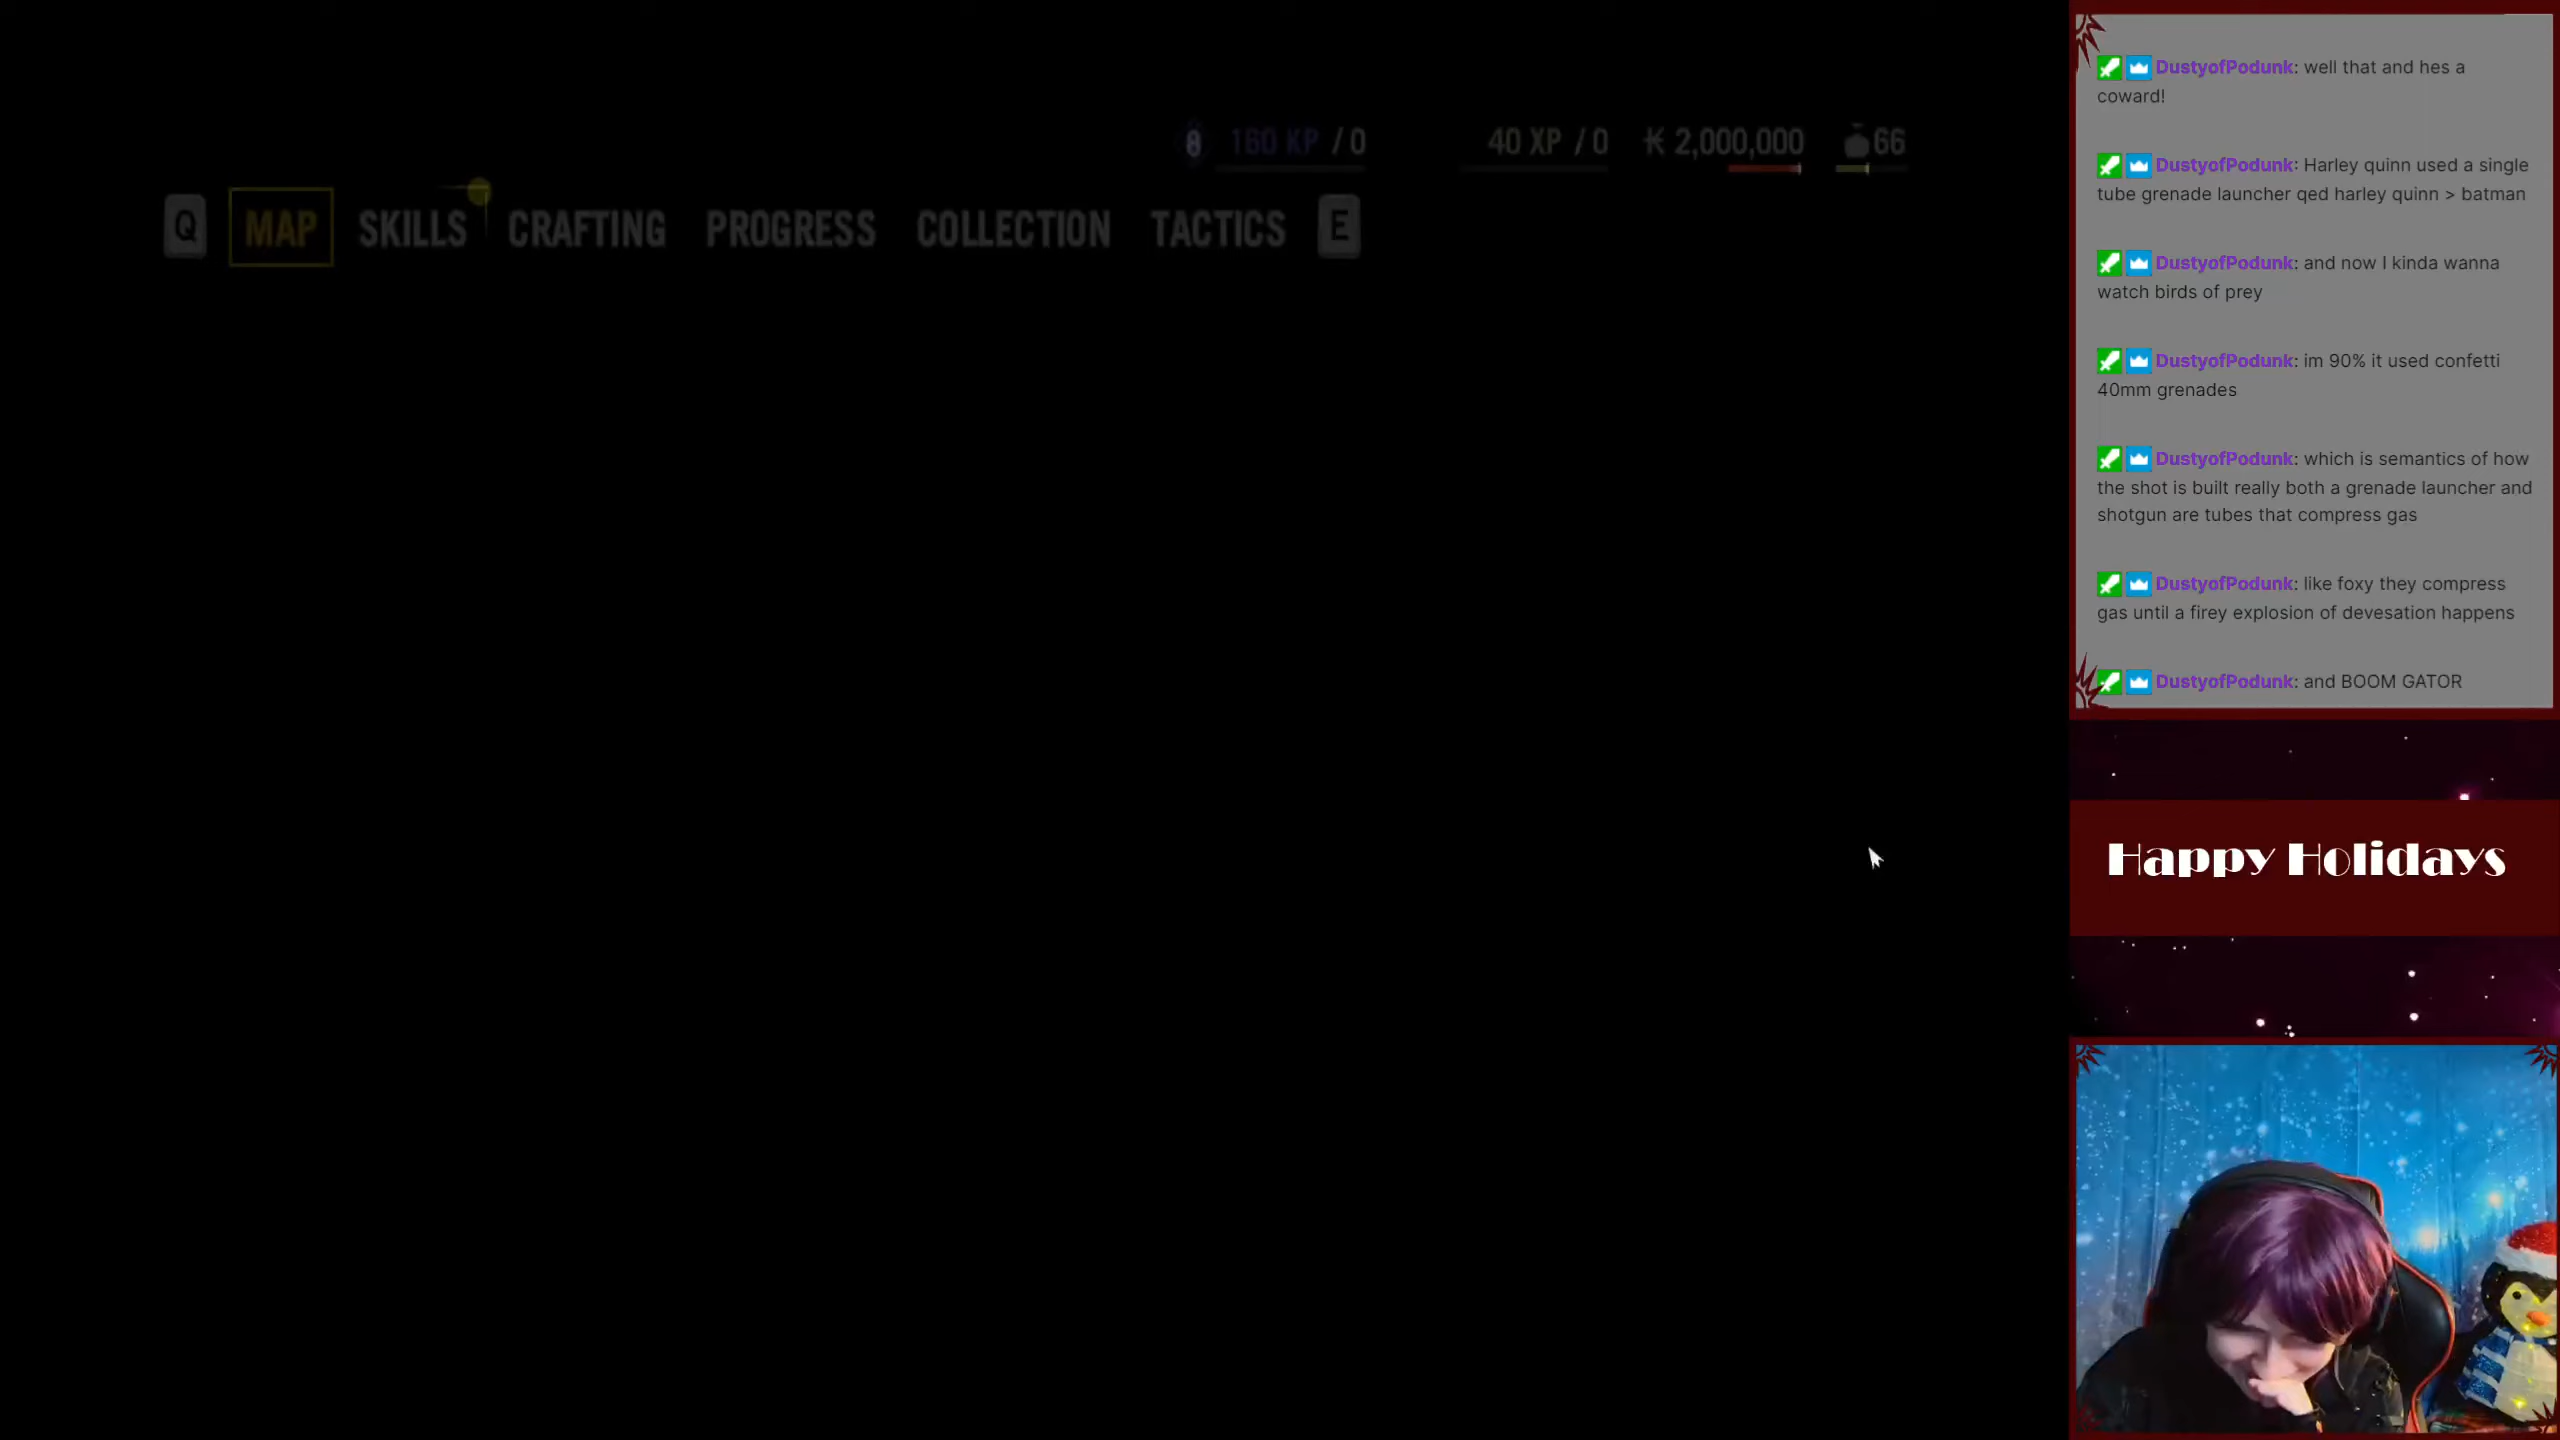 160 KP / 0
40 XP / 0
2,000,000
66
Q
MAP
SKILLS
CRAFTING
PROGRESS
COLLECTION
TACTICS
E
DustyofPodunk: well that and hes a
coward!
DustyofPodunk: Harley quinn used a single
tube grenade launcher qed harley quinn > batman
DustyofPodunk: and now I kinda wanna
watch birds of prey
DustyofPodunk: im 90% it used confetti
40mm grenades
DustyofPodunk: which is semantics of how
the shot is built really both a grenade launcher and
shotgun are tubes that compress gas
DustyofPodunk: like foxy they compress
gas until a firey explosion of devesation happens
DustyofPodunk: and BOOM GATOR
Happy Holidays